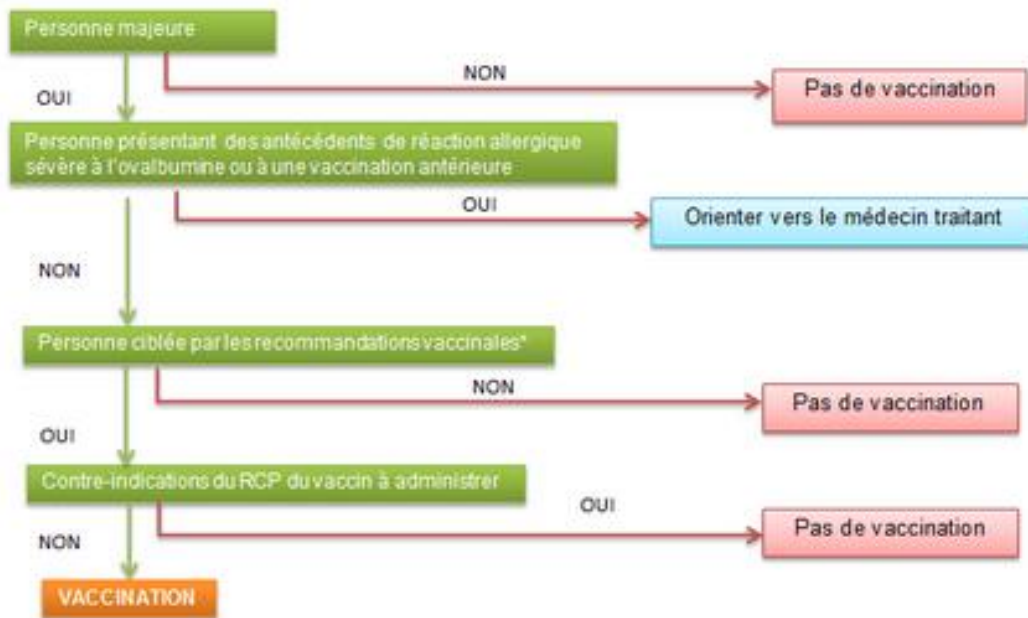 Personne majeure
NON
Pas de vaccination
OUI
Personne présentant des antécédents de réaction allergique
sévère à l'ovalbumine ou à une vaccination antérieure
OUI
Orienter vers le médecin traitant
NON
Personne ciblée par les recommandations vaccinales*
NON
Pas de vaccination
OUI
Contre-indications du RCP du vaccin à administrer
OUI
Pas de vaccination
NON
VACCINATION